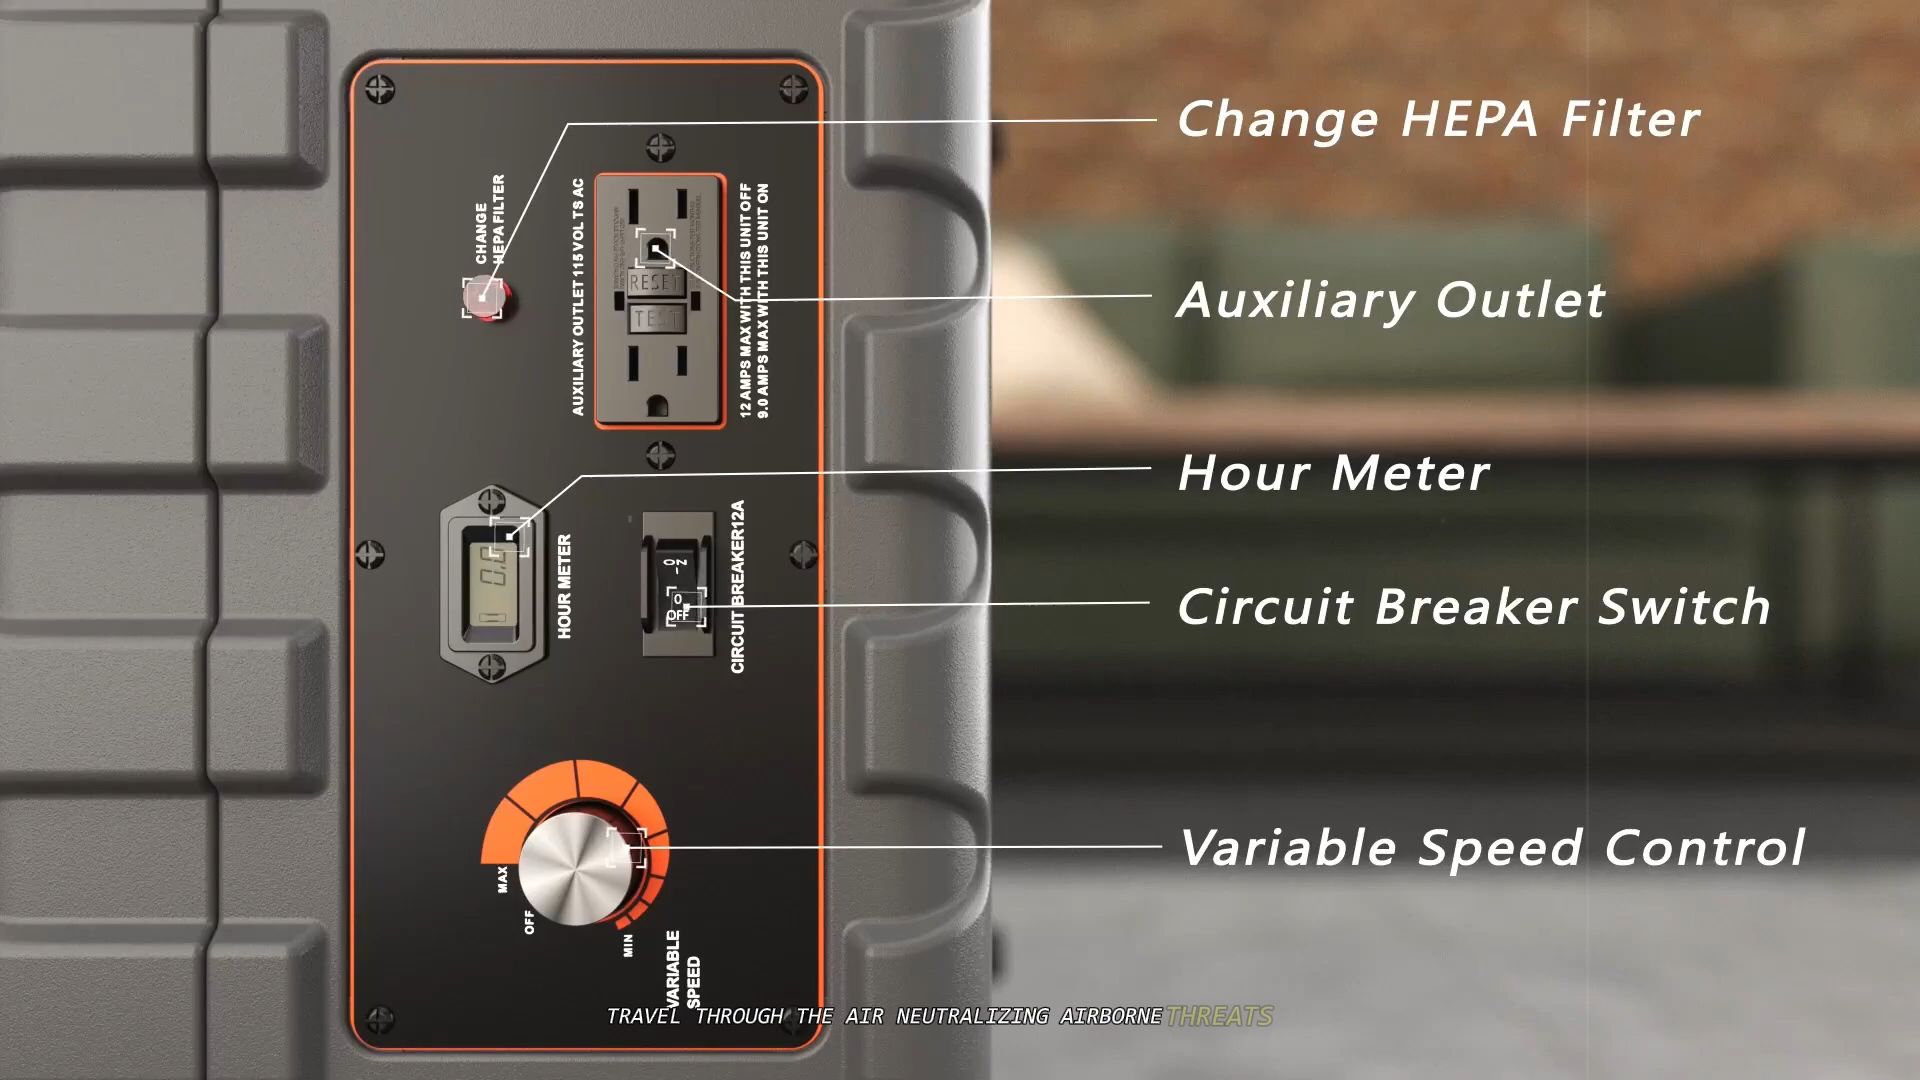 Change HEPA Filter
Auxiliary Outlet
Hour Meter
Circuit Breaker Switch
Variable Speed Control
CHANGE
HEPA FILTER
AUXILIARY OUTLET 115 VOLTS AC
RESET
TEST
12 AMPS MAX WITH THIS UNIT OFF
9.0 AMPS MAX WITH THIS UNIT ON
0.0
HOUR METER
OFF
CIRCUIT BREAKER12A
MAX
OFF
MIN
VARIABLE
SPEED
TRAVEL THROUGH THE AIR NEUTRALIZING AIRBORNE THREATS